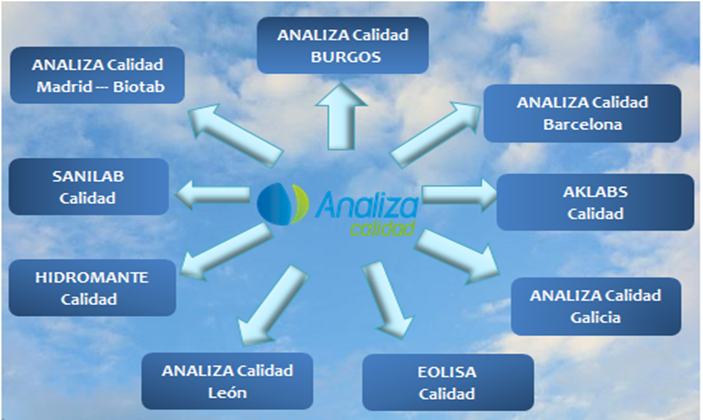 ANALIZA Calidad
BURGOS
ANALIZA Calidad
Madrid --- Biotab
ANALIZA Calidad
Barcelona
SANILAB
Calidad
Analiza
calidad
AKLABS
Calidad
HIDROMANTE
Calidad
ANALIZA Calidad
Galicia
ANALIZA Calidad
León
EOLISA
Calidad